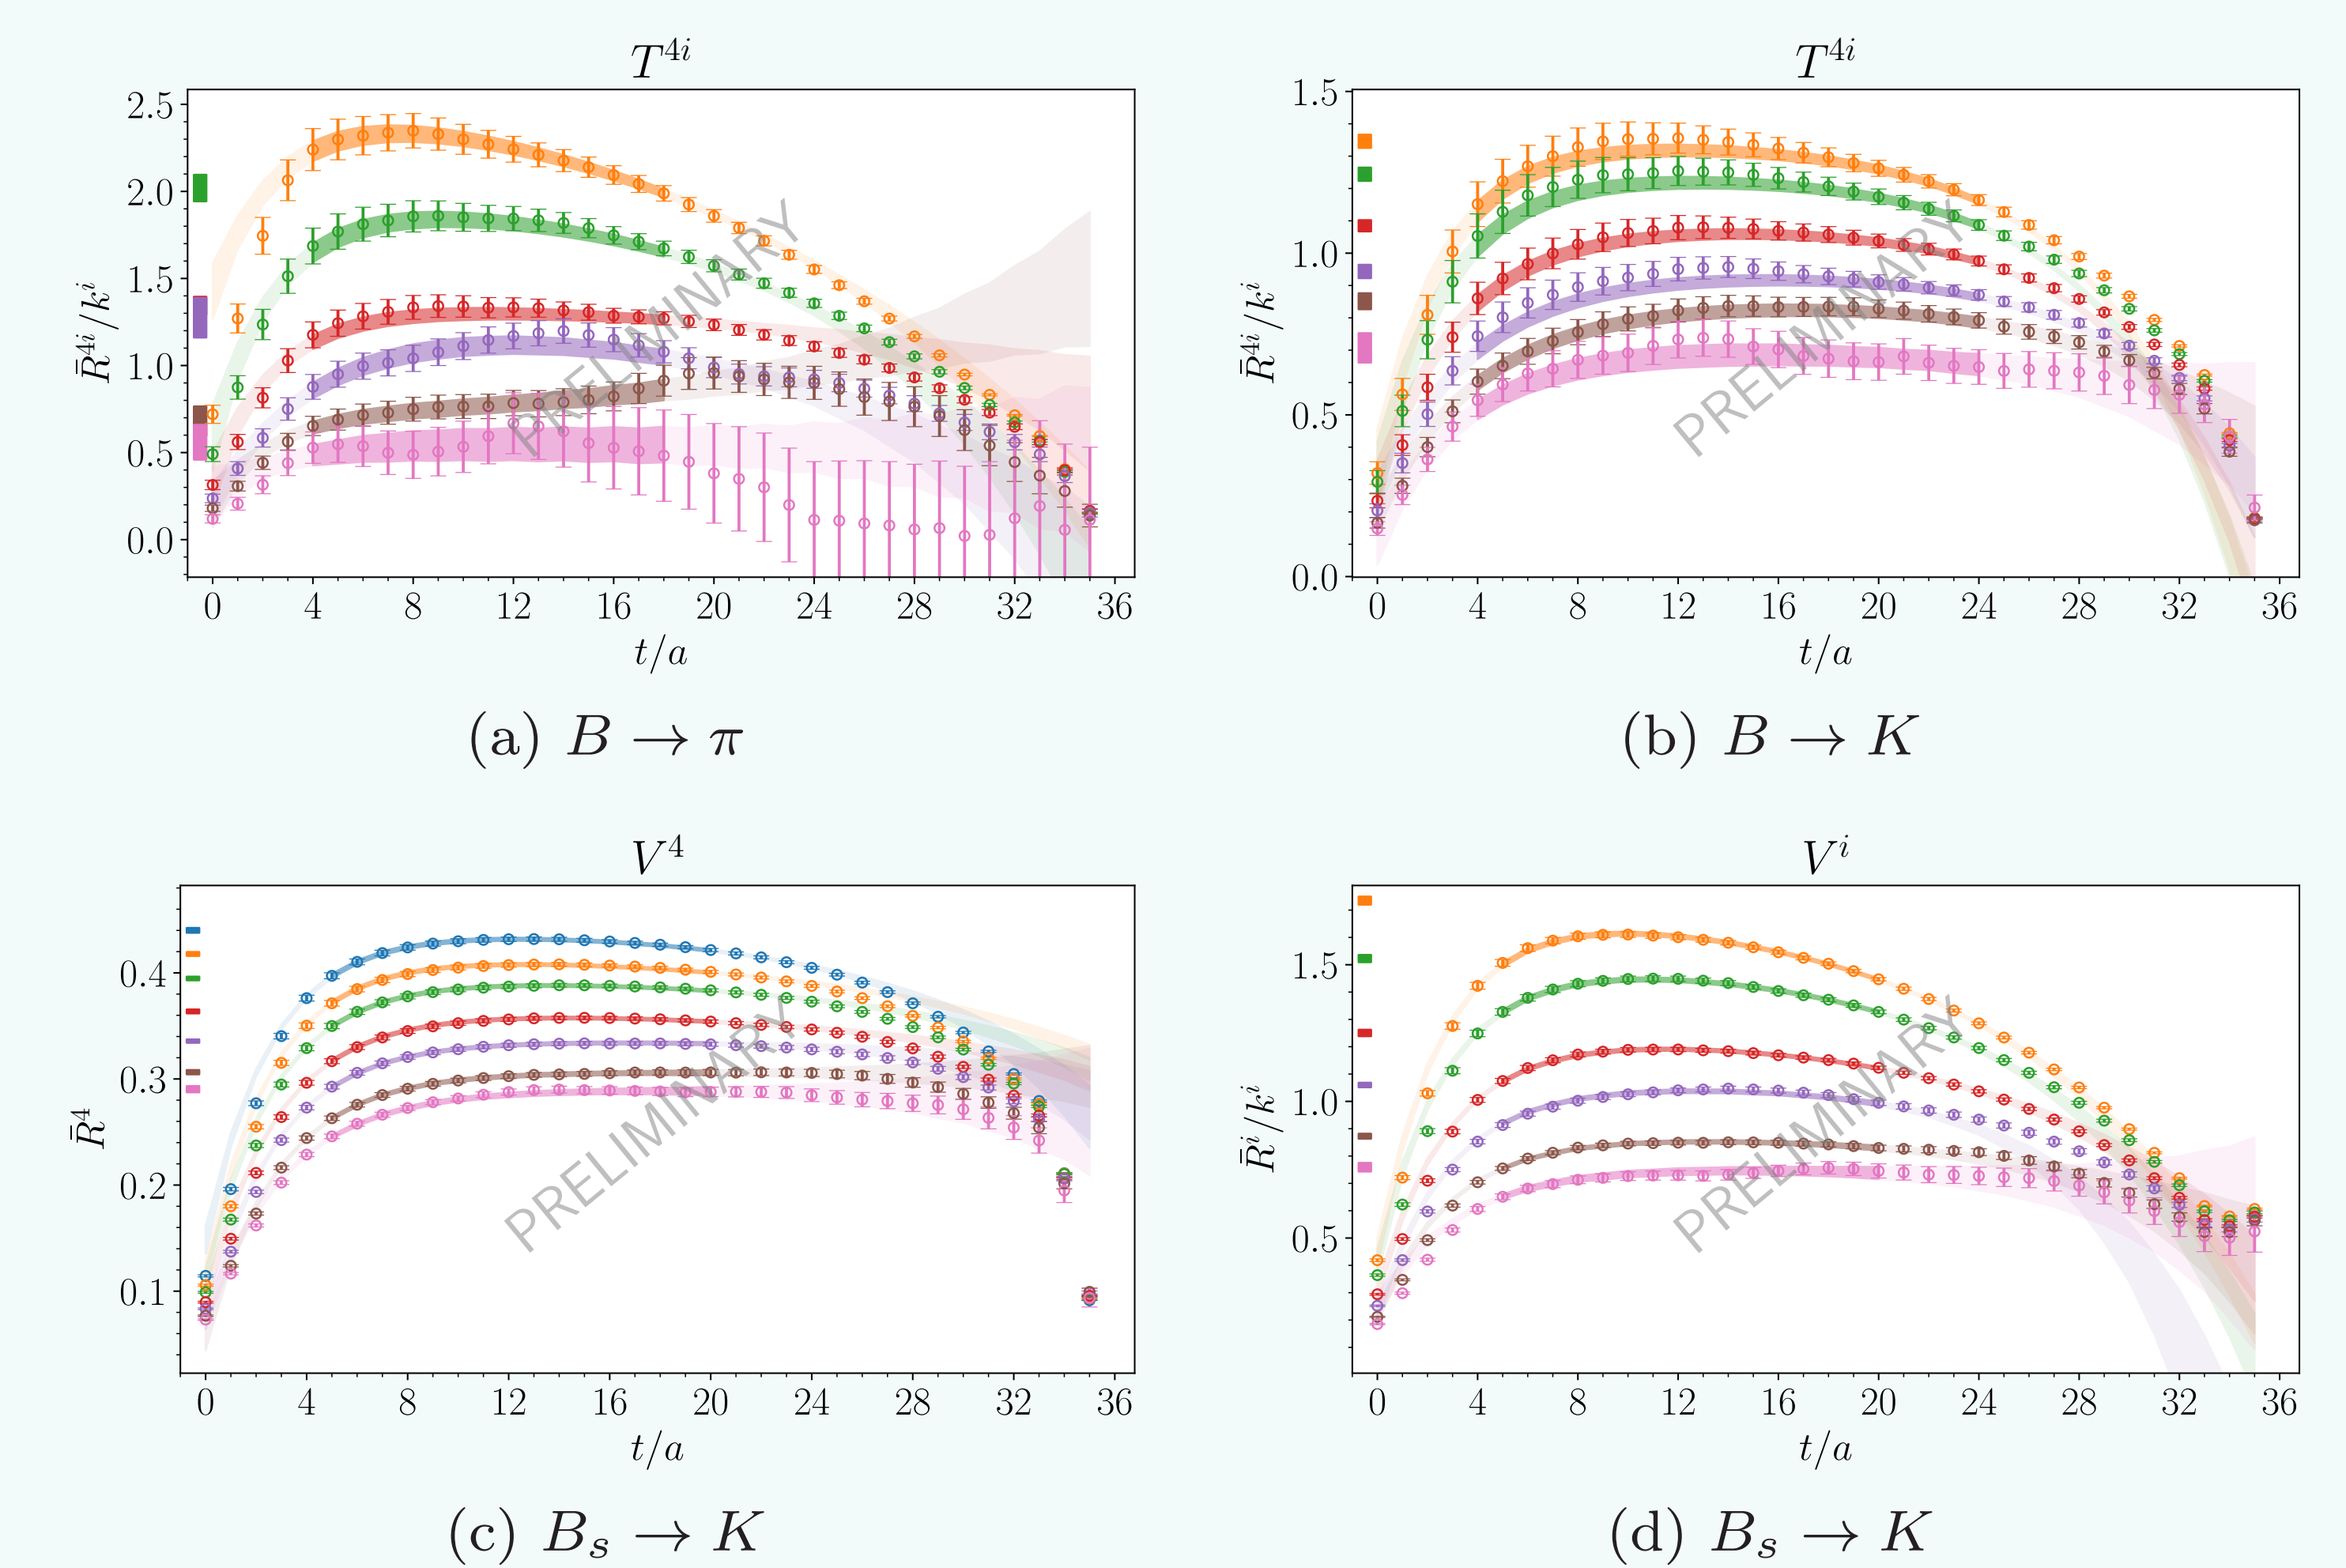 T^{4i}
R̄^{4i}/k^i
2.5
2.0
1.5
1.0
0.5
0.0
PRELIMINARY
0 4 8 12 16 20 24 28 32 36
t/a
(a) B → π
T^{4i}
R̄^{4i}/k^i
1.5
1.0
0.5
0.0
PRELIMINARY
0 4 8 12 16 20 24 28 32 36
t/a
(b) B → K
V^4
R̄^4
0.4
0.3
0.2
0.1
PRELIMINARY
0 4 8 12 16 20 24 28 32 36
t/a
(c) B_s → K
V^i
R̄^i/k^i
1.5
1.0
0.5
PRELIMINARY
0 4 8 12 16 20 24 28 32 36
t/a
(d) B_s → K